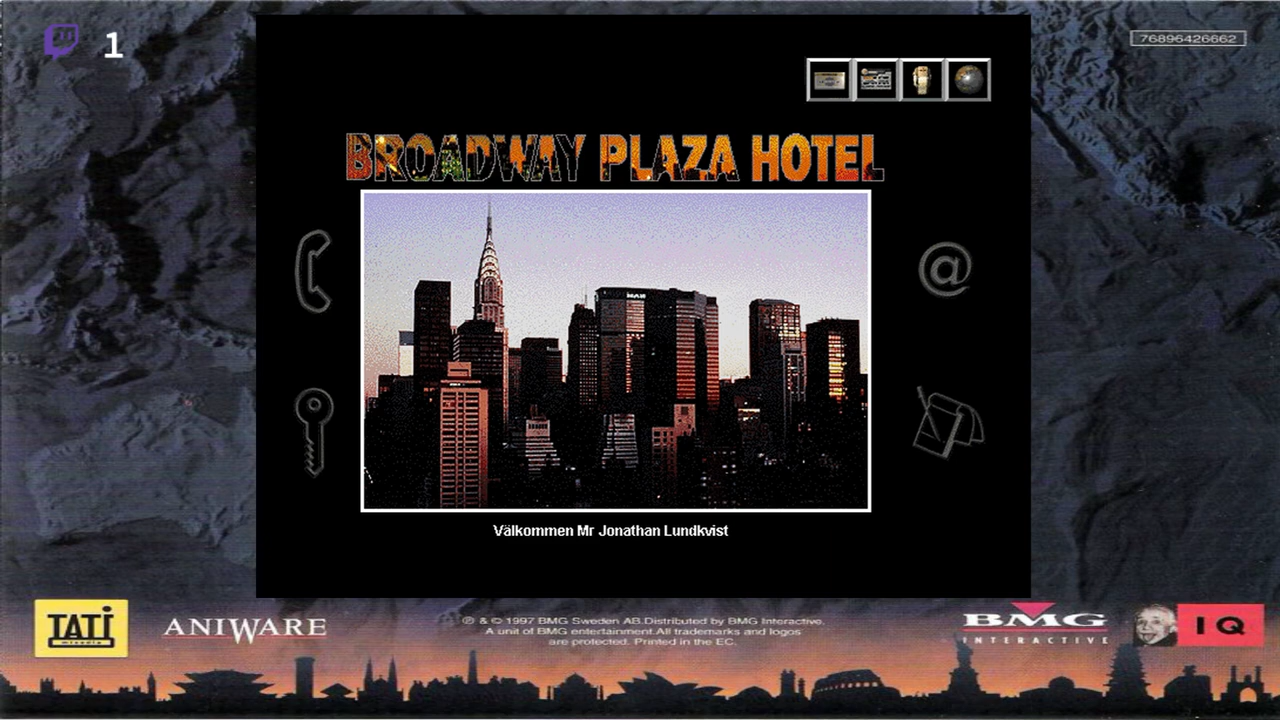 1
76896426662
BROADWAY PLAZA HOTEL
@
Välkommen Mr Jonathan Lundkvist
TATI
mixedia
ANIWARE
℗ & © 1997 BMG Sweden AB.Distributed by BMG Interactive.
A unit of BMG entertainment.All trademarks and logos
are protected. Printed in the EC.
BMG
INTERACTIVE
IQ